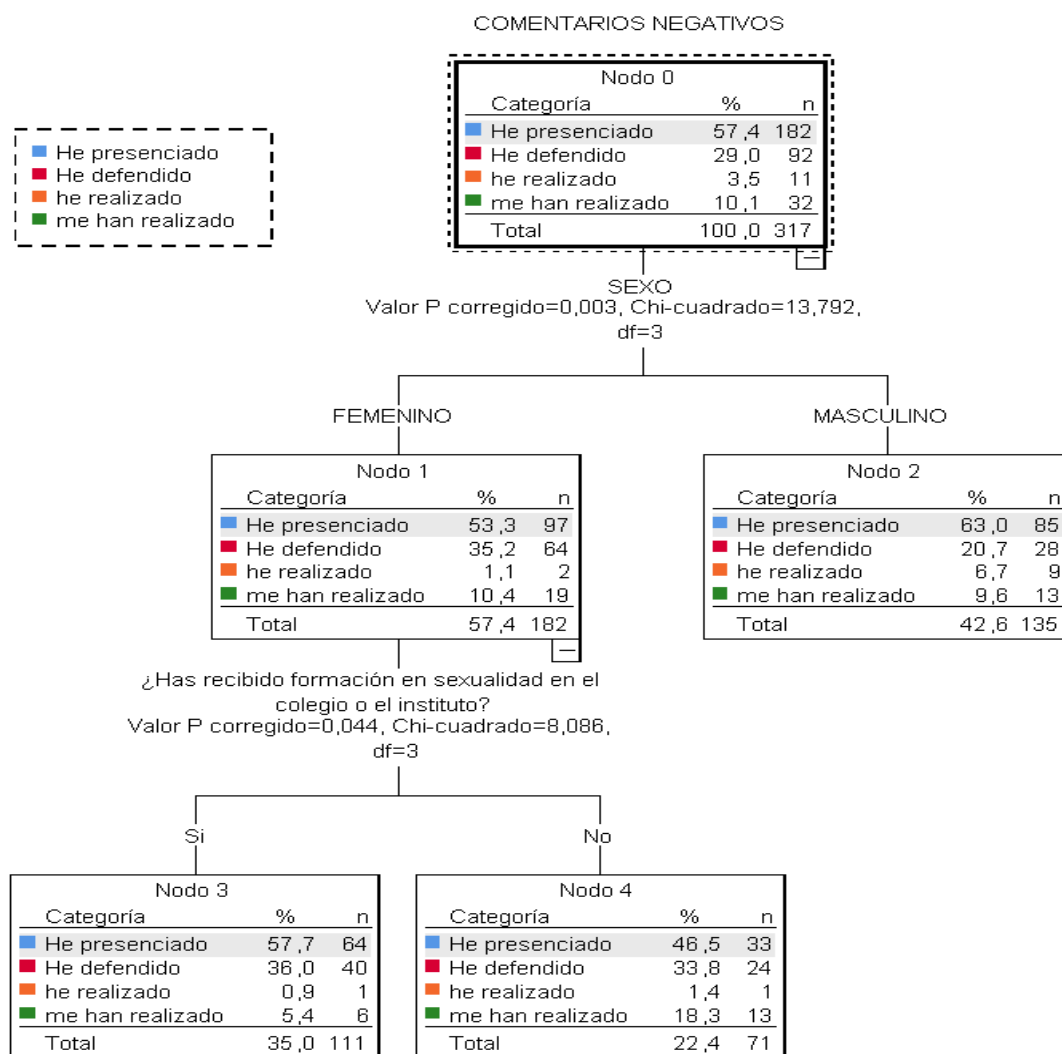 COMENTARIOS NEGATIVOS
He presenciado
He defendido
he realizado
me han realizado
Nodo 0
Categoría % n
He presenciado 57,4 182
He defendido 29,0 92
he realizado 3,5 11
me han realizado 10,1 32
Total 100,0 317
SEXO
Valor P corregido=0,003, Chi-cuadrado=13,792,
df=3
FEMENINO
MASCULINO
Nodo 1
Categoría % n
He presenciado 53,3 97
He defendido 35,2 64
he realizado 1,1 2
me han realizado 10,4 19
Total 57,4 182
Nodo 2
Categoría % n
He presenciado 63,0 85
He defendido 20,7 28
he realizado 6,7 9
me han realizado 9,6 13
Total 42,6 135
¿Has recibido formación en sexualidad en el
colegio o el instituto?
Valor P corregido=0,044, Chi-cuadrado=8,086,
df=3
Si
No
Nodo 3
Categoría % n
He presenciado 57,7 64
He defendido 36,0 40
he realizado 0,9 1
me han realizado 5,4 6
Total 35,0 111
Nodo 4
Categoría % n
He presenciado 46,5 33
He defendido 33,8 24
he realizado 1,4 1
me han realizado 18,3 13
Total 22,4 71